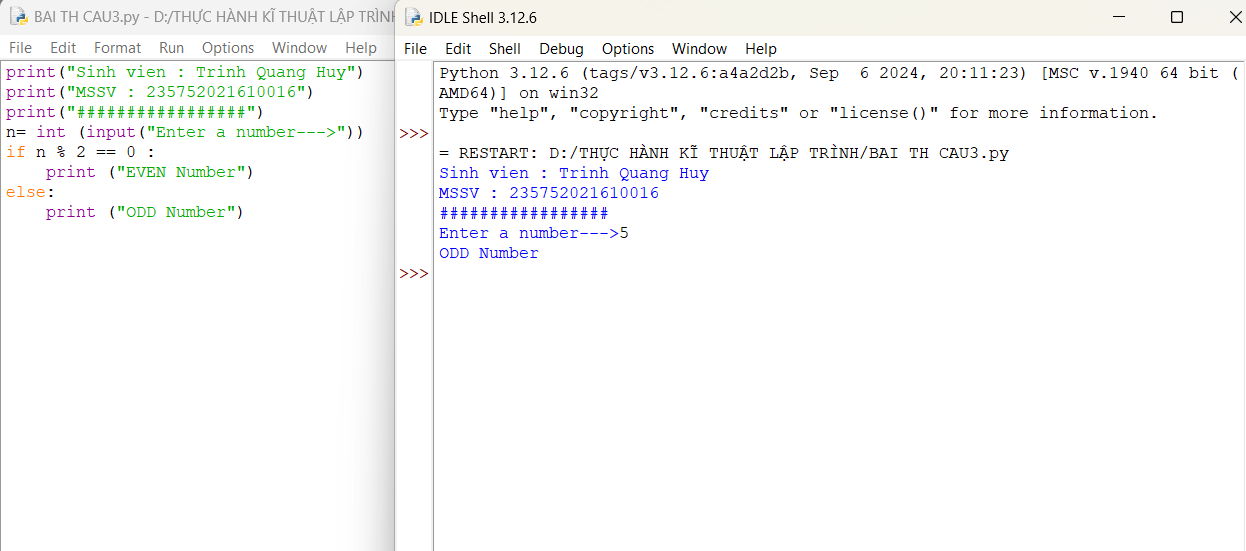 BAI TH CAU3.py - D:/THỰC HÀNH KĨ THUẬT LẬP TRÌNH
File Edit Format Run Options Window Help
print("Sinh vien : Trinh Quang Huy")
print("MSSV : 235752021610016")
print("#################")
n= int (input("Enter a number--->"))
if n % 2 == 0 :
    print ("EVEN Number")
else:
    print ("ODD Number")
IDLE Shell 3.12.6
File Edit Shell Debug Options Window Help
Python 3.12.6 (tags/v3.12.6:a4a2d2b, Sep  6 2024, 20:11:23) [MSC v.1940 64 bit (
AMD64)] on win32
Type "help", "copyright", "credits" or "license()" for more information.
>>>
= RESTART: D:/THỰC HÀNH KĨ THUẬT LẬP TRÌNH/BAI TH CAU3.py
Sinh vien : Trinh Quang Huy
MSSV : 235752021610016
#################
Enter a number--->5
ODD Number
>>>